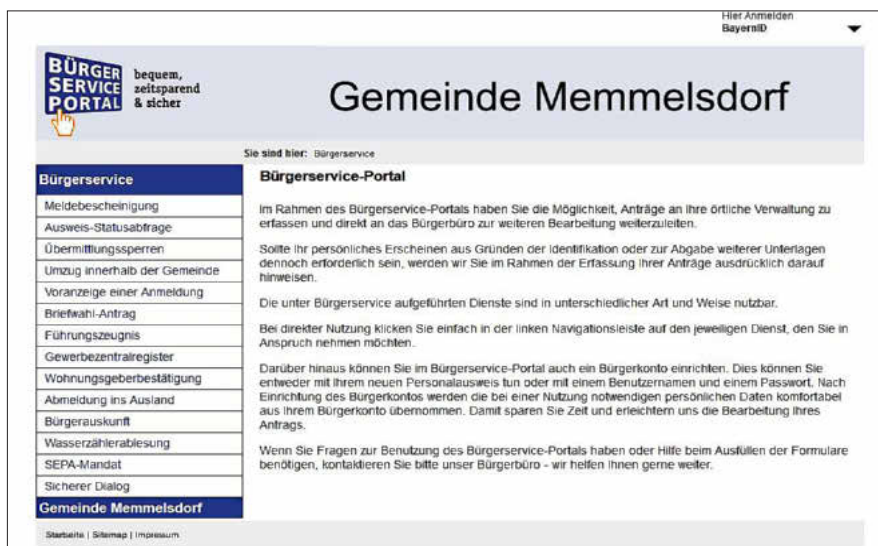 Hier Anmelden
BayernID
BÜRGER
SERVICE
PORTAL
bequem,
zeitsparend
& sicher
Gemeinde Memmelsdorf
Sie sind hier: Bürgerservice
Bürgerservice
Meldebescheinigung
Ausweis-Statusabfrage
Übermittlungssperren
Umzug innerhalb der Gemeinde
Voranzeige einer Anmeldung
Briefwahl-Antrag
Führungszeugnis
Gewerbezentralregister
Wohnungsgeberbestätigung
Abmeldung ins Ausland
Bürgerauskunft
Wasserzählerablesung
SEPA-Mandat
Sicherer Dialog
Gemeinde Memmelsdorf
Bürgerservice-Portal
Im Rahmen des Bürgerservice-Portals haben Sie die Möglichkeit, Anträge an Ihre örtliche Verwaltung zu
erfassen und direkt an das Bürgerbüro zur weiteren Bearbeitung weiterzuleiten.
Sollte Ihr persönliches Erscheinen aus Gründen der Identifikation oder zur Abgabe weiterer Unterlagen
dennoch erforderlich sein, werden wir Sie im Rahmen der Erfassung Ihrer Anträge ausdrücklich darauf
hinweisen.
Die unter Bürgerservice aufgeführten Dienste sind in unterschiedlicher Art und Weise nutzbar.
Bei direkter Nutzung klicken Sie einfach in der linken Navigationsleiste auf den jeweiligen Dienst, den Sie in
Anspruch nehmen möchten.
Darüber hinaus können Sie im Bürgerserervice-Portal auch ein Bürgerkonto einrichten. Dies können Sie
entweder mit Ihrem neuen Personalausweis tun oder mit einem Benutzernamen und einem Passwort. Nach
Einrichtung des Bürgerkontos werden die bei einer Nutzung notwendigen persönlichen Daten komfortabel
aus Ihrem Bürgerkonto übernommen. Damit sparen Sie Zeit und erleichtern uns die Bearbeitung Ihres
Antrags.
Wenn Sie Fragen zur Benutzung des Bürgerservice-Portals haben oder Hilfe beim Ausfüllen der Formulare
benötigen, kontaktieren Sie bitte unser Bürgerbüro - wir helfen Ihnen gerne weiter.
Startseite | Sitemap | Impressum